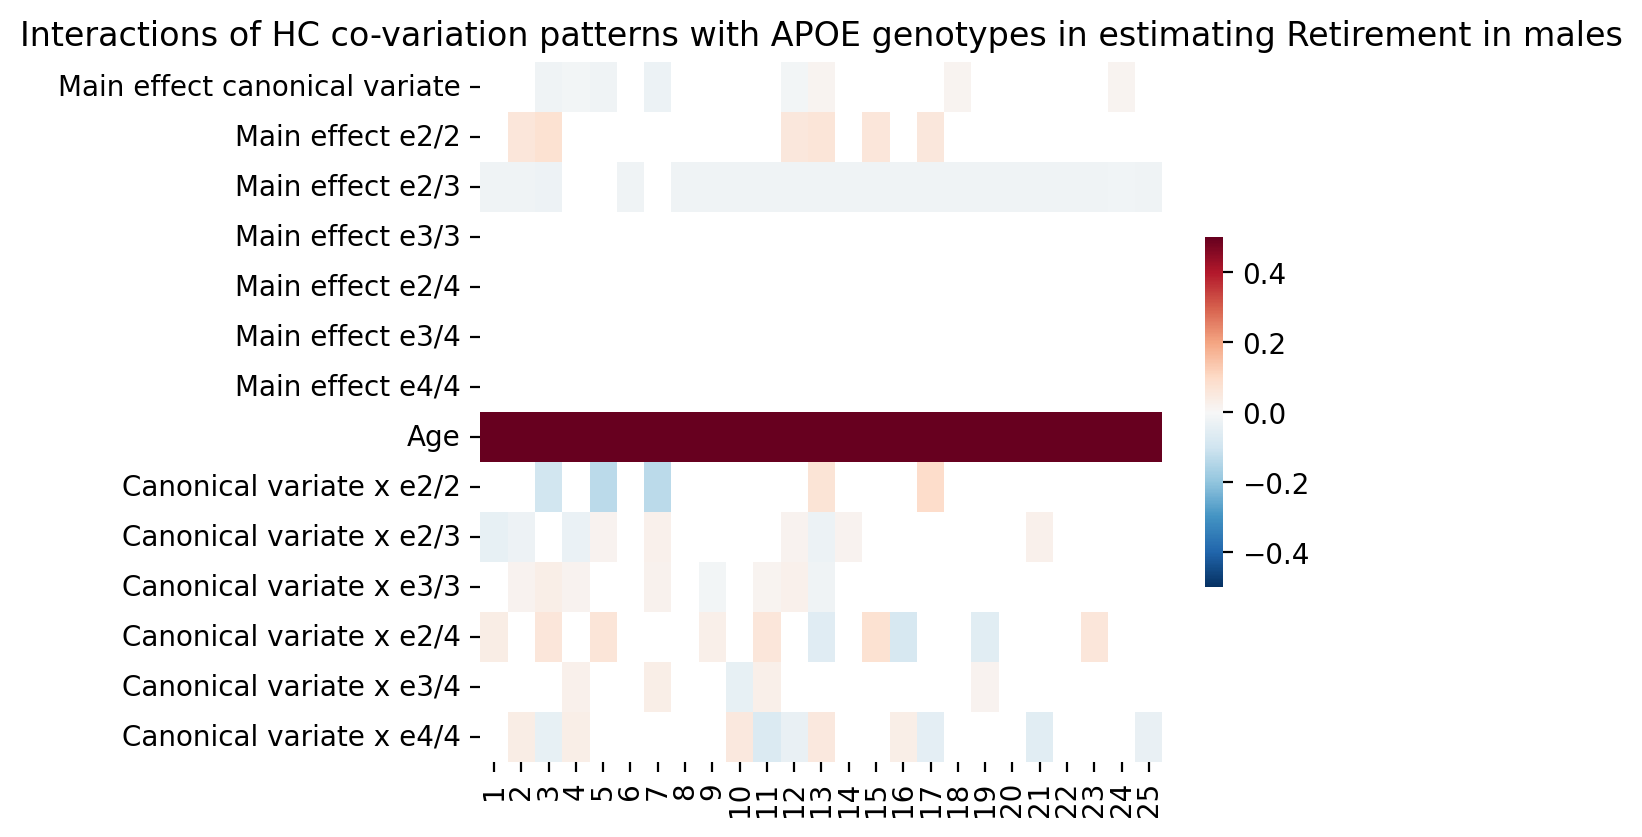 Interactions of HC co-variation patterns with APOE genotypes in estimating Retirement in males
Main effect canonical variate
Main effect e2/2
Main effect e2/3
Main effect e3/3
Main effect e2/4
Main effect e3/4
Main effect e4/4
Age
Canonical variate x e2/2
Canonical variate x e2/3
Canonical variate x e3/3
Canonical variate x e2/4
Canonical variate x e3/4
Canonical variate x e4/4
1 2 3 4 5 6 7 8 9 10 11 12 13 14 15 16 17 18 19 20 21 22 23 24 25
0.4
0.2
0.0
−0.2
−0.4